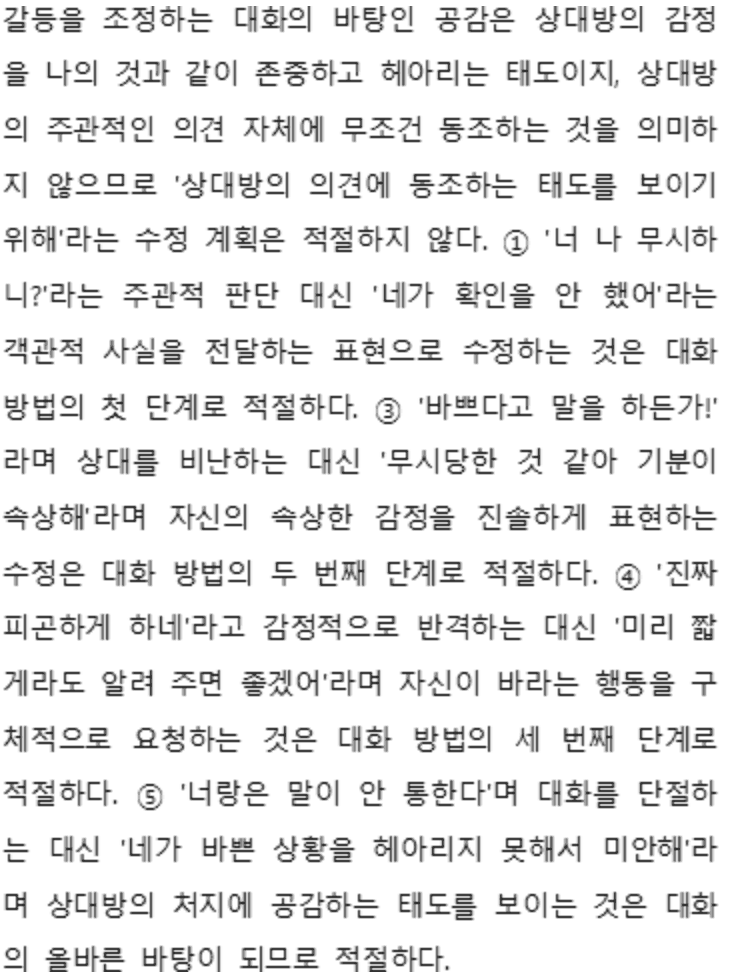 갈등을 조정하는 대화의 바탕인 공감은 상대방의 감정
을 나의 것과 같이 존중하고 헤아리는 태도이지, 상대방
의 주관적인 의견 자체에 무조건 동조하는 것을 의미하
지 않으므로 '상대방의 의견에 동조하는 태도를 보이기
위해'라는 수정 계획은 적절하지 않다. ① '너 나 무시하
니?'라는 주관적 판단 대신 '네가 확인을 안 했어'라는
객관적 사실을 전달하는 표현으로 수정하는 것은 대화
방법의 첫 단계로 적절하다. ③ '바쁘다고 말을 하든가!'
라며 상대를 비난하는 대신 '무시당한 것 같아 기분이
속상해'라며 자신의 속상한 감정을 진솔하게 표현하는
수정은 대화 방법의 두 번째 단계로 적절하다. ④ '진짜
피곤하게 하네'라고 감정적으로 반격하는 대신 '미리 짧
게라도 알려 주면 좋겠어'라며 자신이 바라는 행동을 구
체적으로 요청하는 것은 대화 방법의 세 번째 단계로
적절하다. ⑤ '너랑은 말이 안 통한다'며 대화를 단절하
는 대신 '네가 바쁜 상황을 헤아리지 못해서 미안해'라
며 상대방의 처지에 공감하는 태도를 보이는 것은 대화
의 올바른 바탕이 되므로 적절하다.